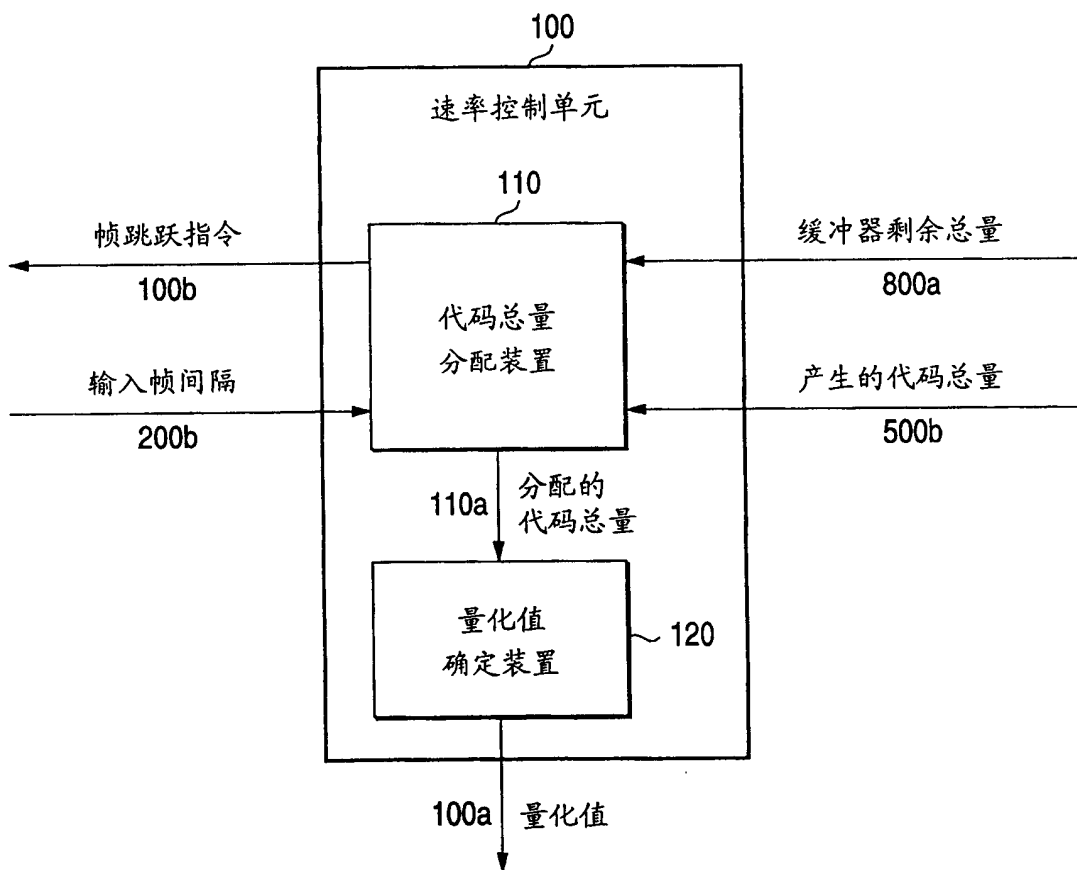 100
速率控制单元
110
帧跳跃指令
100b
缓冲器剩余总量
800a
代码总量
分配装置
输入帧间隔
200b
产生的代码总量
500b
110a
分配的
代码总量
量化值
确定装置
120
100a
量化值